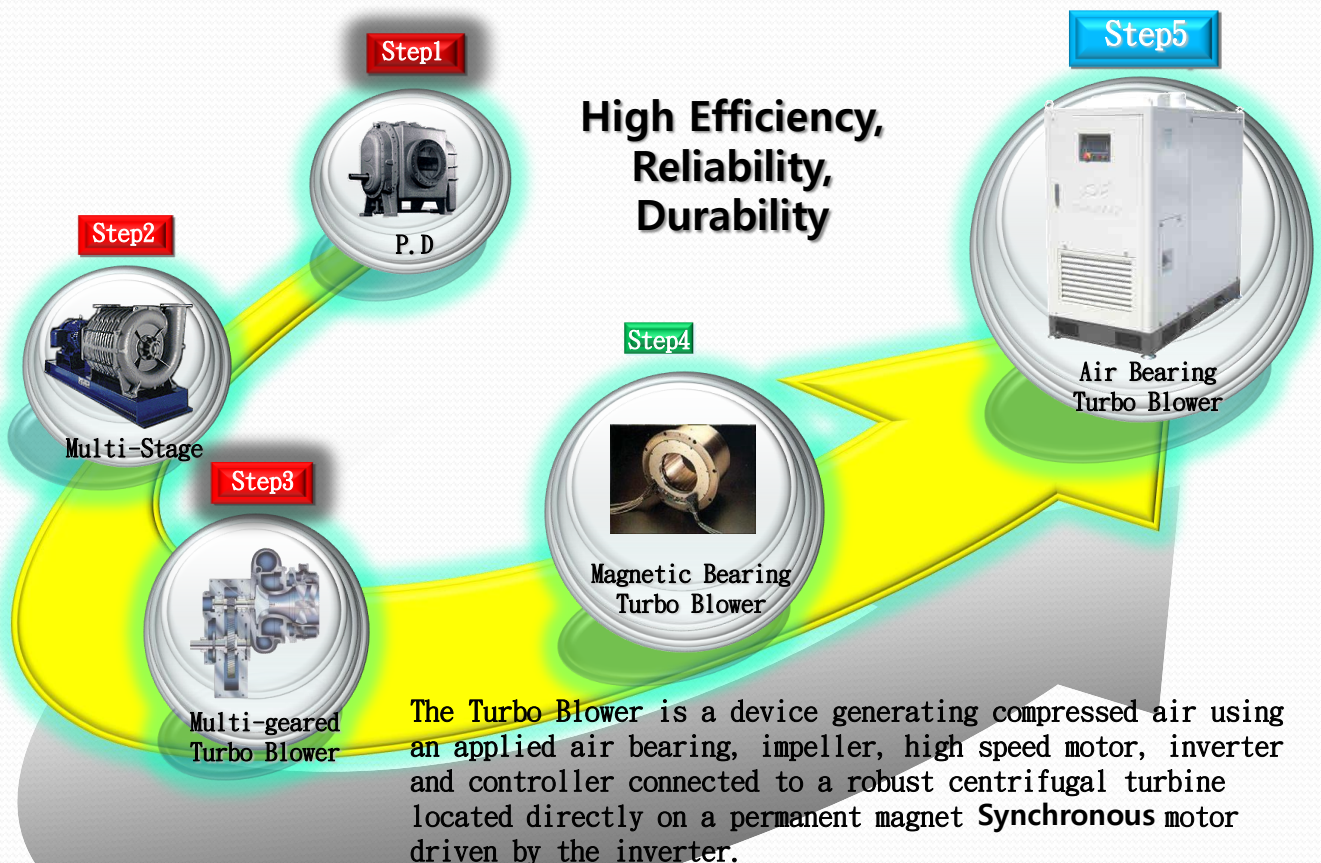 Step1
P.D
Step2
Multi-Stage
Step3
Multi-geared
Turbo Blower
Step4
Magnetic Bearing
Turbo Blower
Step5
Air Bearing
Turbo Blower
High Efficiency,
Reliability,
Durability
The Turbo Blower is a device generating compressed air using
an applied air bearing, impeller, high speed motor, inverter
and controller connected to a robust centrifugal turbine
located directly on a permanent magnet Synchronous motor
driven by the inverter.